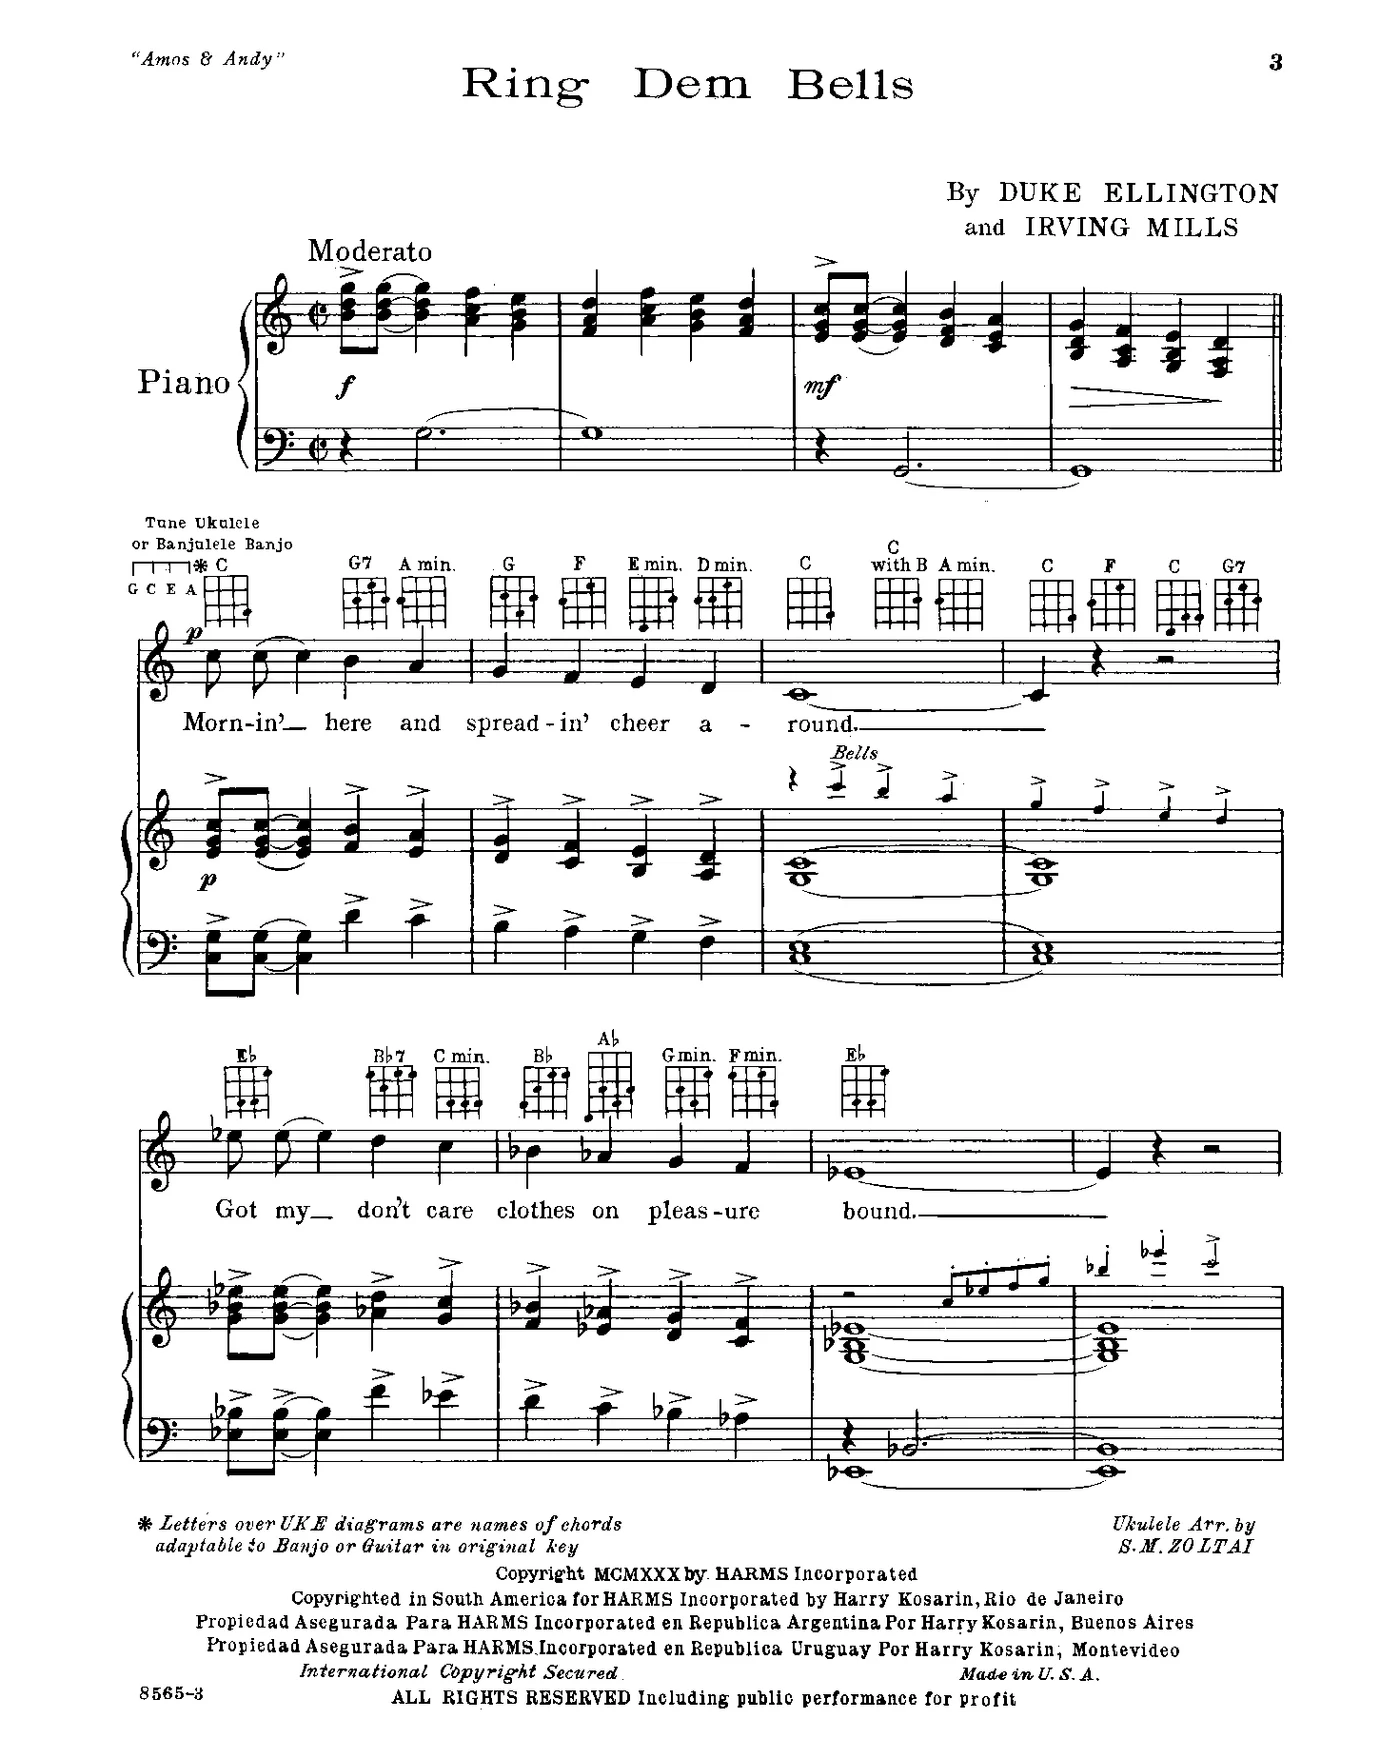 "Amos & Andy"
3
Ring Dem Bells
By DUKE ELLINGTON
and IRVING MILLS
Moderato
Piano
f
mf
Tune Ukulele
or Banjulele Banjo
G C E A
* C G7 A min. G F E min. D min. C C with B A min. C F C G7
p
Morn-in' here and spread-in' cheer a - round.
Bells
p
E♭ B♭7 C min. B♭ A♭ G min. F min. E♭
Got my don't care clothes on pleas-ure bound.
* Letters over UKE diagrams are names of chords
adaptable to Banjo or Guitar in original key
Ukulele Arr. by
S. M. ZOLTAI
Copyright MCMXXX by HARMS Incorporated
Copyrighted in South America for HARMS Incorporated by Harry Kosarin, Rio de Janeiro
Propiedad Asegurada Para HARMS Incorporated en Republica Argentina Por Harry Kosarin, Buenos Aires
Propiedad Asegurada Para HARMS Incorporated en Republica Uruguay Por Harry Kosarin, Montevideo
International Copyright Secured Made in U. S. A.
8565-3
ALL RIGHTS RESERVED Including public performance for profit